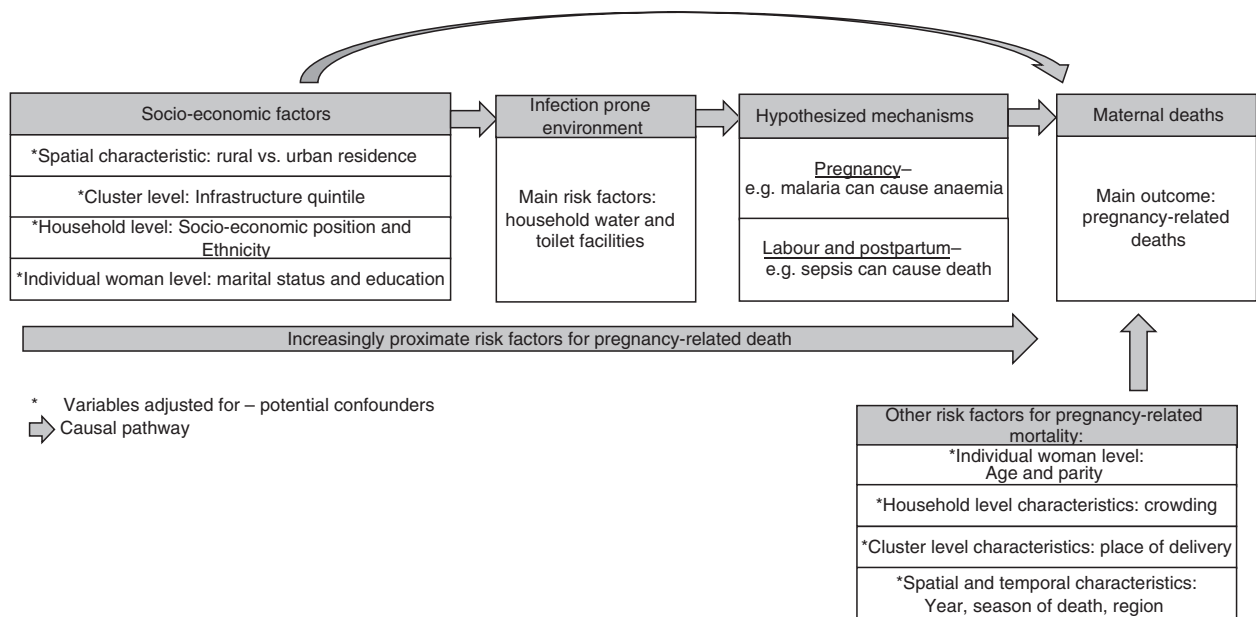 Socio-economic factors
*Spatial characteristic: rural vs. urban residence
*Cluster level: Infrastructure quintile
*Household level: Socio-economic position and
Ethnicity
*Individual woman level: marital status and education
Infection prone
environment
Main risk factors:
household water and
toilet facilities
Hypothesized mechanisms
Pregnancy–
e.g. malaria can cause anaemia
Labour and postpartum–
e.g. sepsis can cause death
Maternal deaths
Main outcome:
pregnancy-related
deaths
Increasingly proximate risk factors for pregnancy-related death
* Variables adjusted for – potential confounders
Causal pathway
Other risk factors for pregnancy-related
mortality:
*Individual woman level:
Age and parity
*Household level characteristics: crowding
*Cluster level characteristics: place of delivery
*Spatial and temporal characteristics:
Year, season of death, region